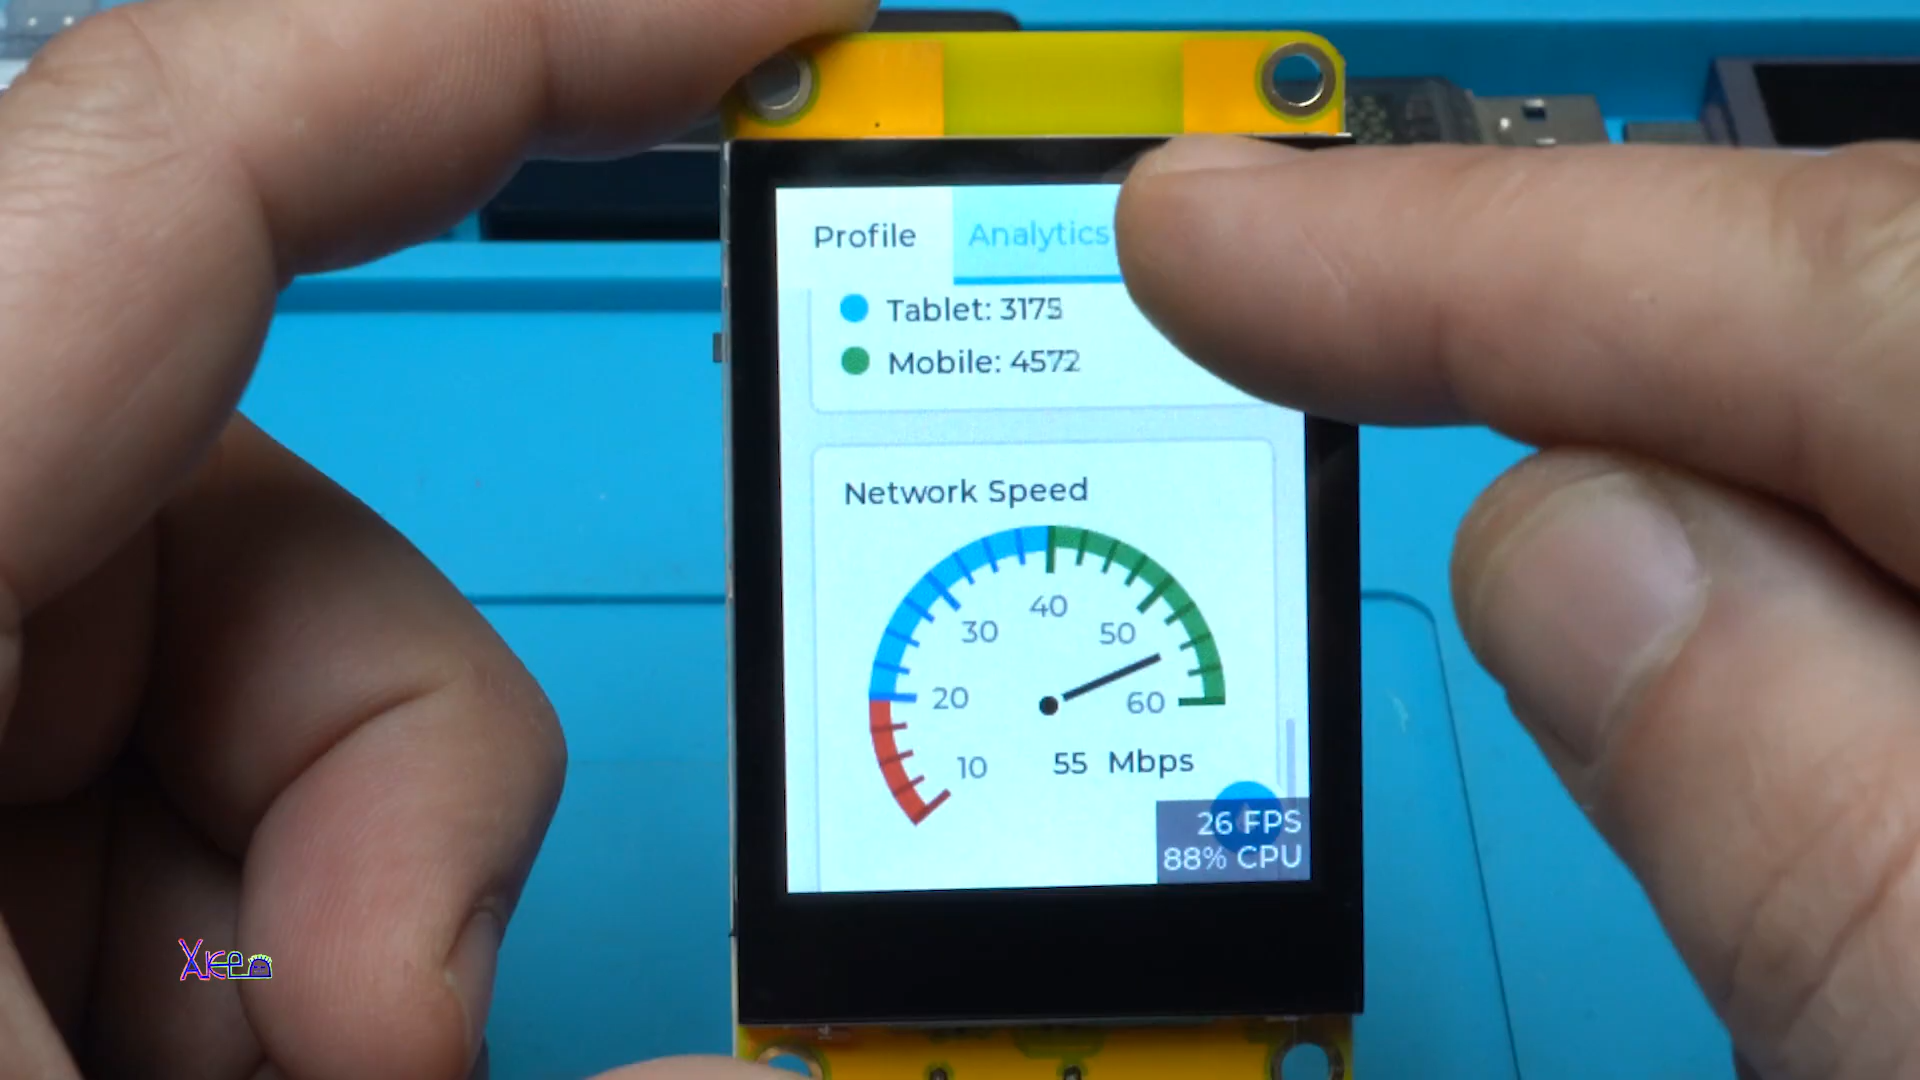 Profile
Analytics
Tablet: 3175
Mobile: 4572
Network Speed
40
30
50
20
60
10
55 Mbps
26 FPS
88% CPU